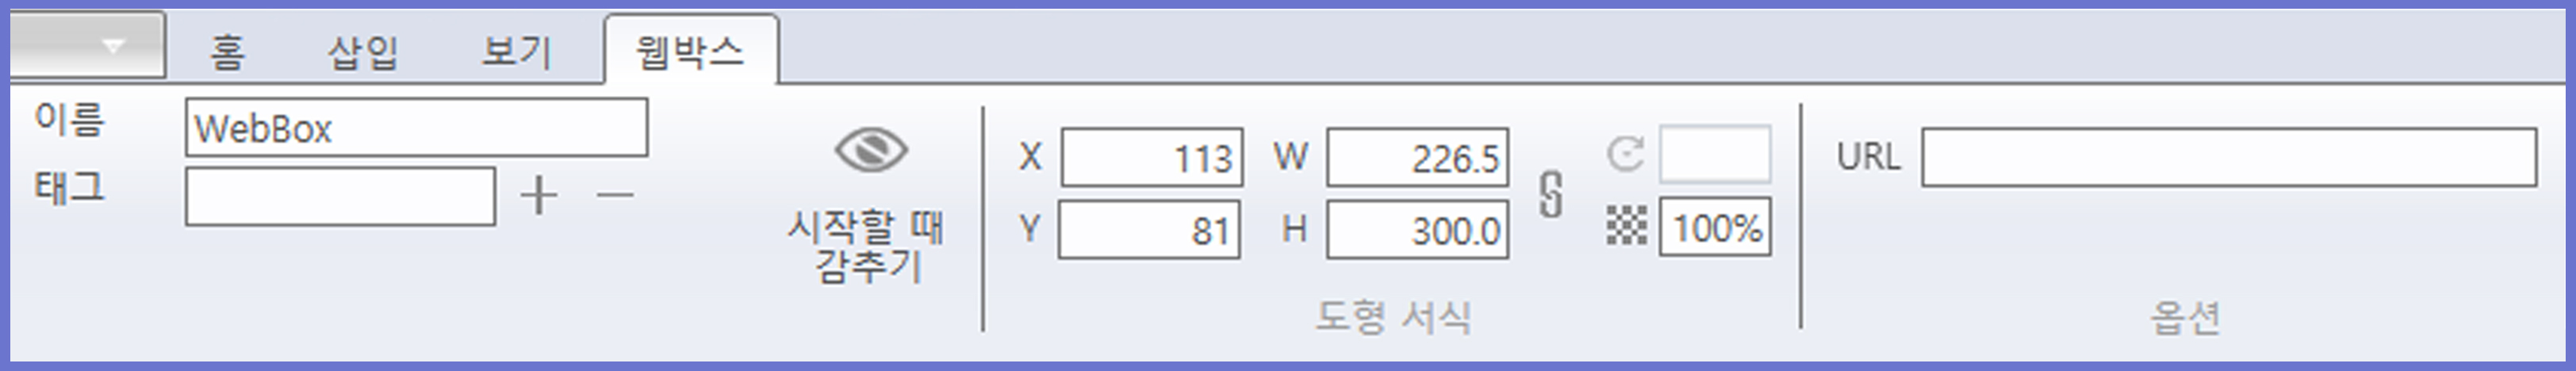 홈 삽입 보기 웹박스
이름 WebBox
태그
시작할 때
감추기
X 113 W 226.5
Y 81 H 300.0
100%
도형 서식
URL
옵션